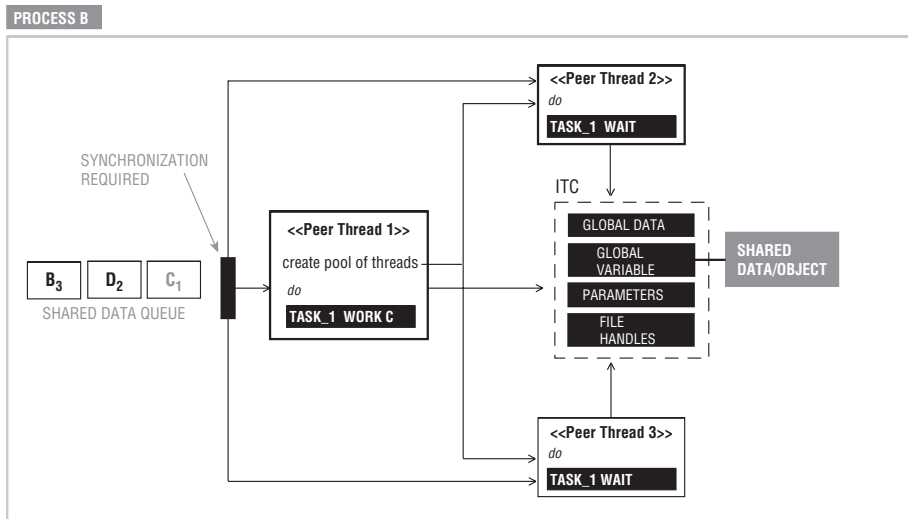 PROCESS B
<<Peer Thread 2>>
do
TASK_1 WAIT
SYNCHRONIZATION
REQUIRED
ITC
<<Peer Thread 1>>
create pool of threads
do
TASK_1 WORK C
GLOBAL DATA
GLOBAL
VARIABLE
PARAMETERS
FILE
HANDLES
SHARED
DATA/OBJECT
B3 D2 C1
SHARED DATA QUEUE
<<Peer Thread 3>>
do
TASK_1 WAIT